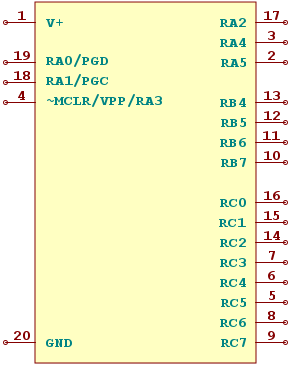 1 V+ RA2 17
RA4 3
19 RA0/PGD RA5 2
18 RA1/PGC
4 ~MCLR/VPP/RA3 RB4 13
RB5 12
RB6 11
RB7 10
RC0 16
RC1 15
RC2 14
RC3 7
RC4 6
RC5 5
RC6 8
20 GND RC7 9